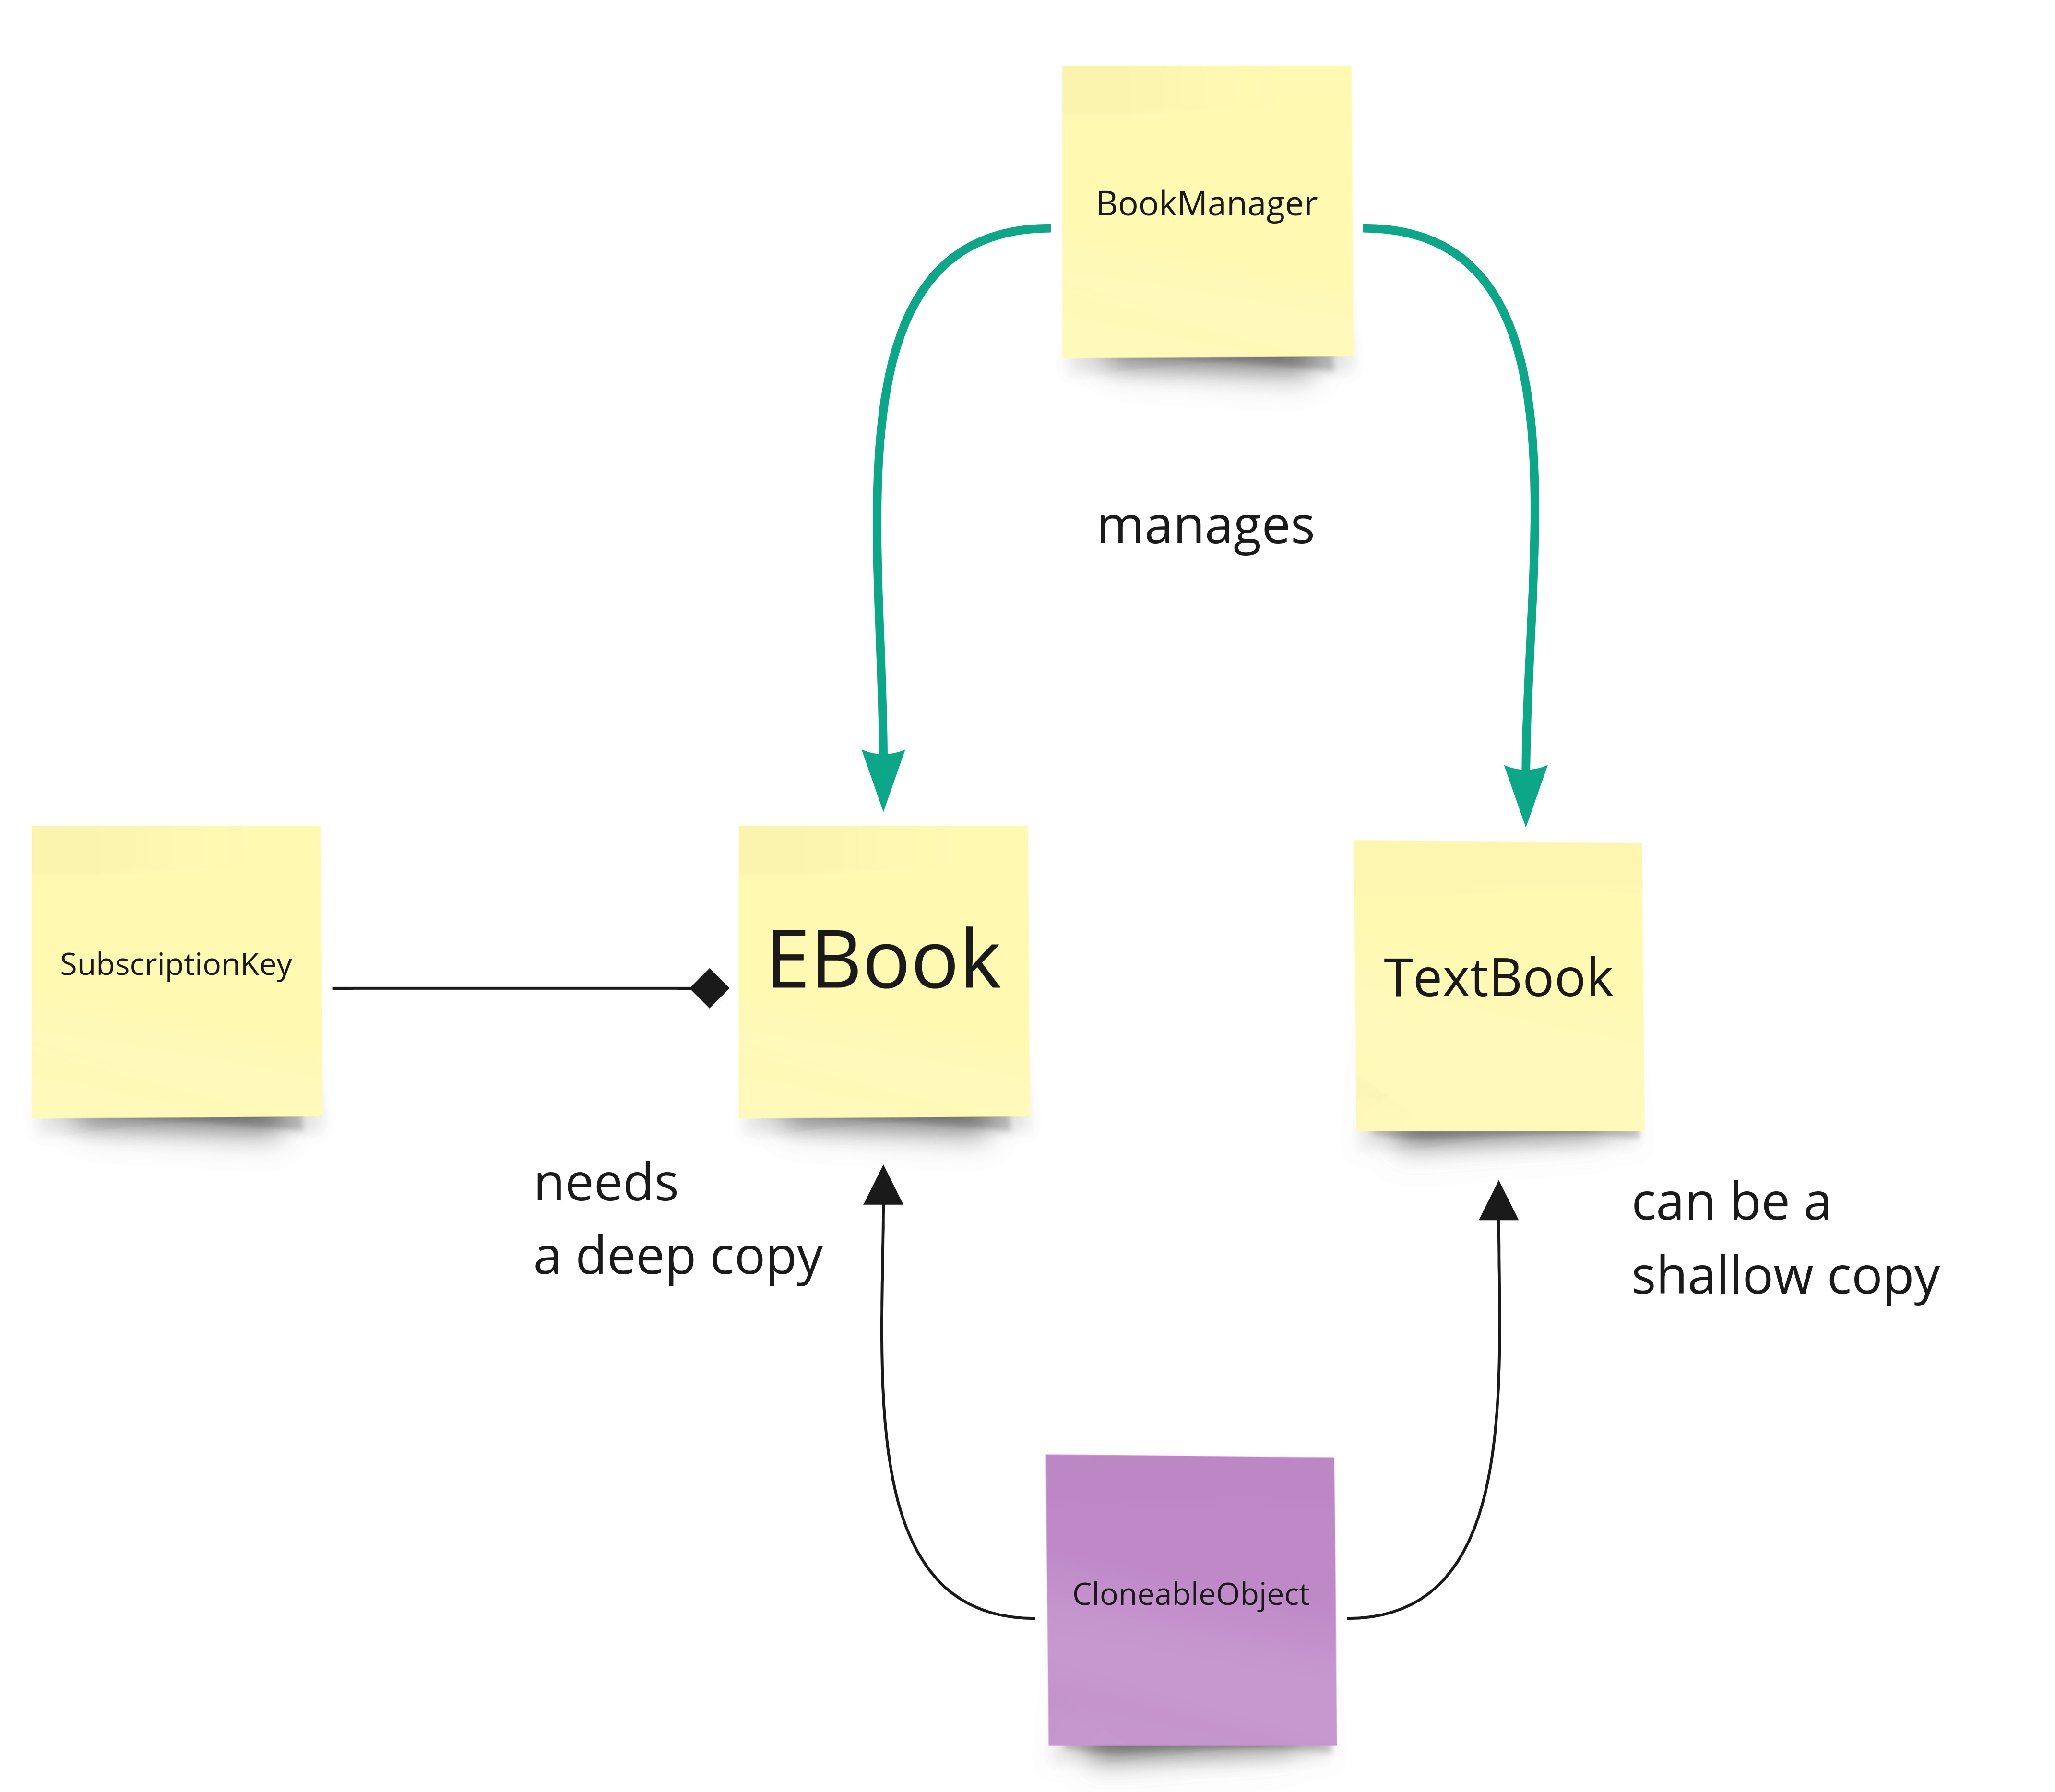 BookManager
manages
SubscriptionKey
EBook
TextBook
needs
a deep copy
can be a
shallow copy
CloneableObject